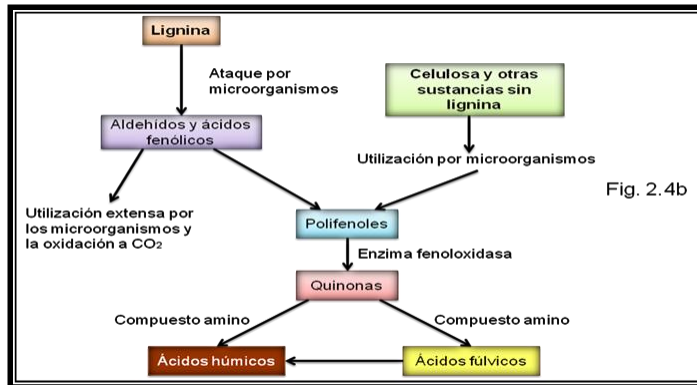 Lignina
Ataque por
microorganismos
Celulosa y otras
sustancias sin
lignina
Aldehídos y ácidos
fenólicos
Utilización por microorganismos
Fig. 2.4b
Utilización extensa por
los microorganismos y
la oxidación a CO₂
Polifenoles
Enzima fenoloxidasa
Quinonas
Compuesto amino
Compuesto amino
Ácidos húmicos
Ácidos fúlvicos